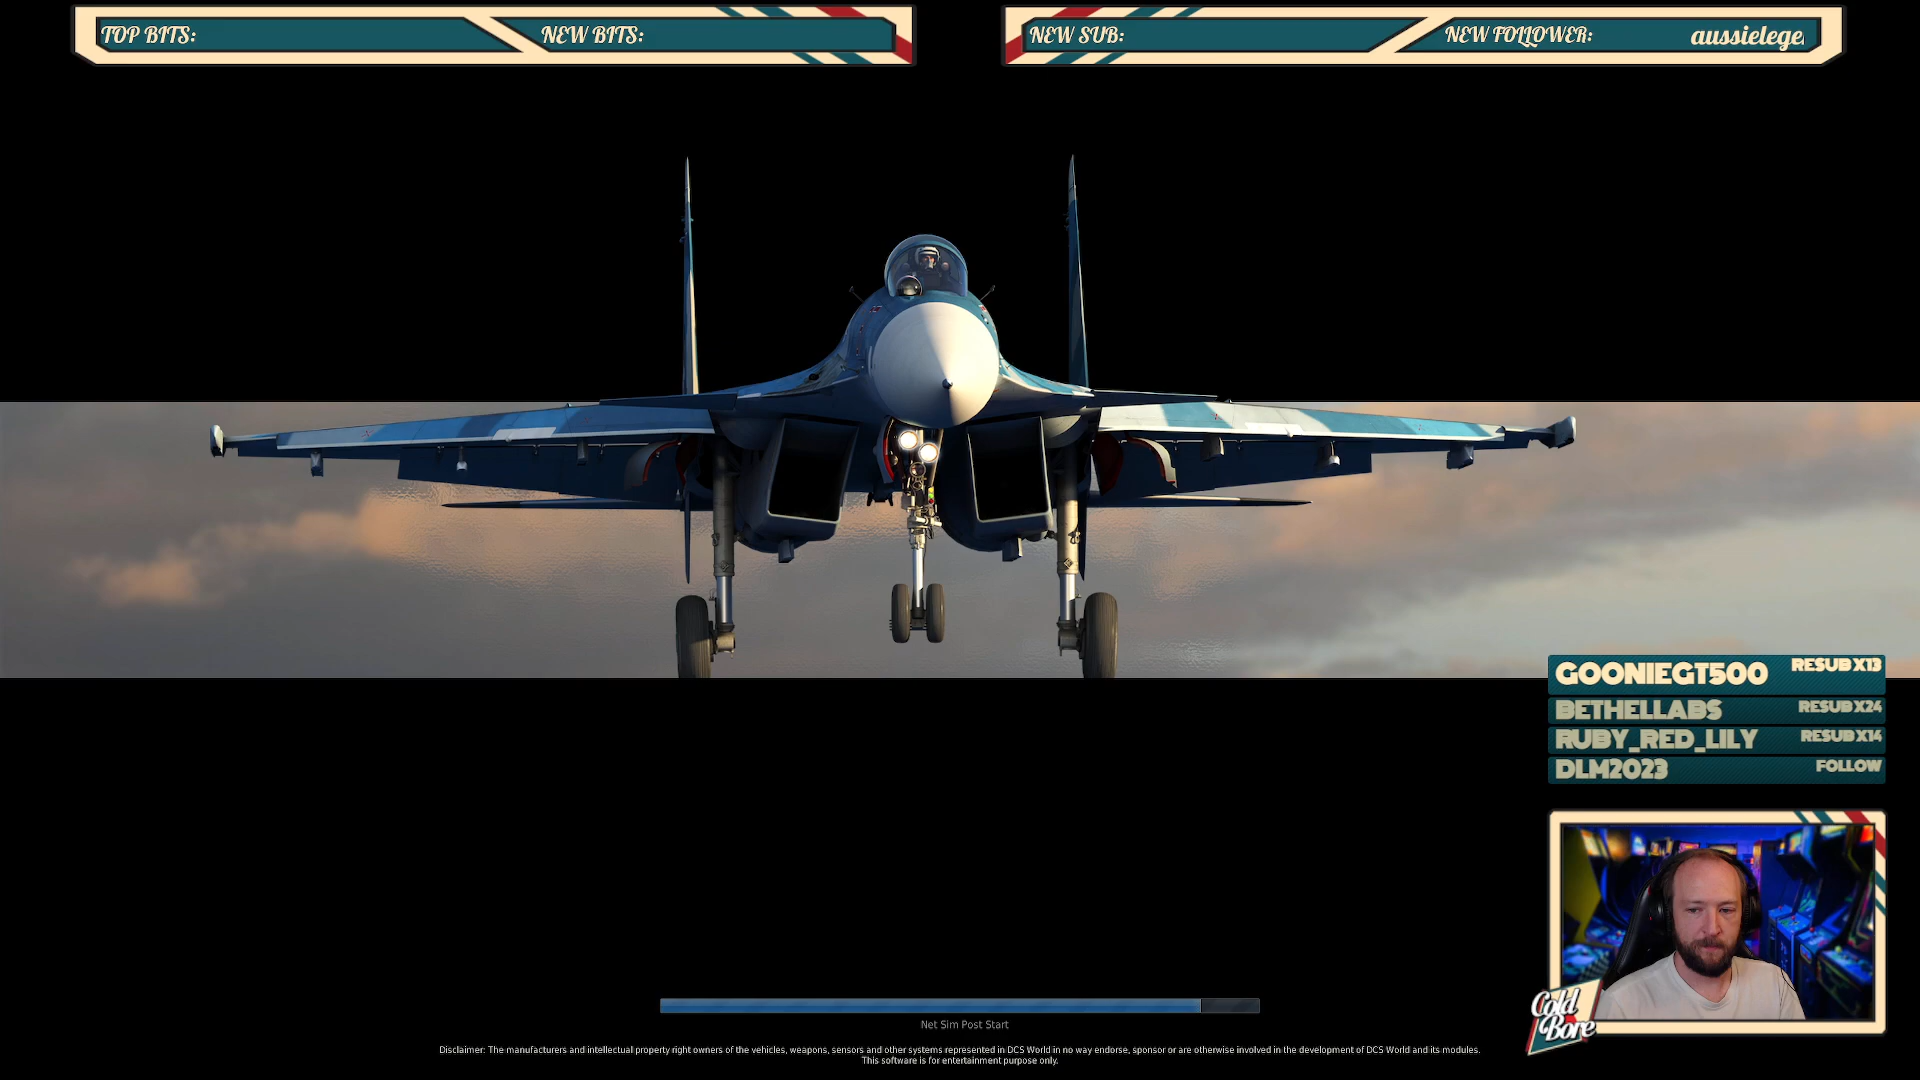 TOP BITS:
NEW BITS:
NEW SUB:
NEW FOLLOWER: aussielege
GOONIEGT500 RESUB X13
BETHELLABS RESUB X24
RUBY_RED_LILY RESUB X14
DLM2023 FOLLOW
Cold
Bore
Net Sim Post Start
Disclaimer: The manufacturers and intellectual property right owners of the vehicles, weapons, sensors and other systems represented in DCS World in no way endorse, sponsor or are otherwise involved in the development of DCS World and its modules.
This software is for entertainment purpose only.